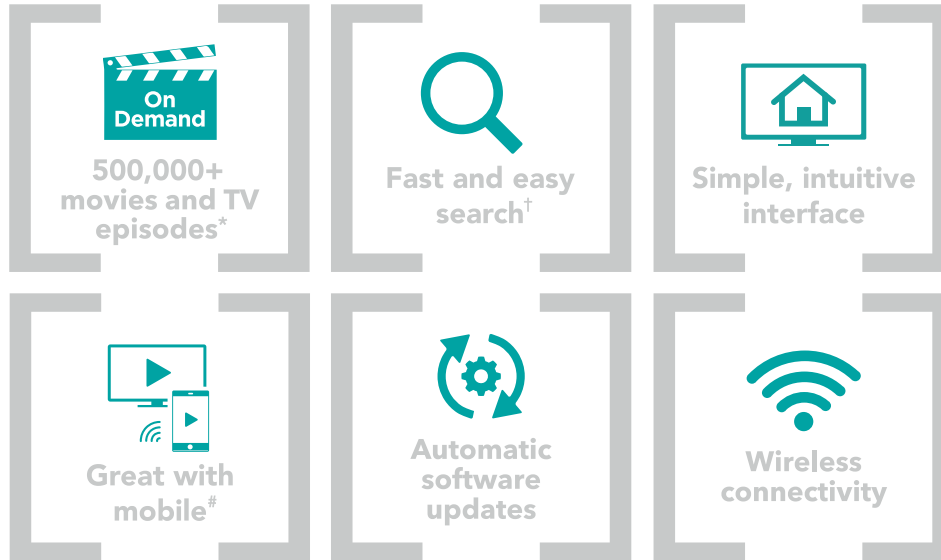 On
Demand
500,000+
movies and TV
episodes*
Fast and easy
search†
Simple, intuitive
interface
Great with
mobile#
Automatic
software
updates
Wireless
connectivity